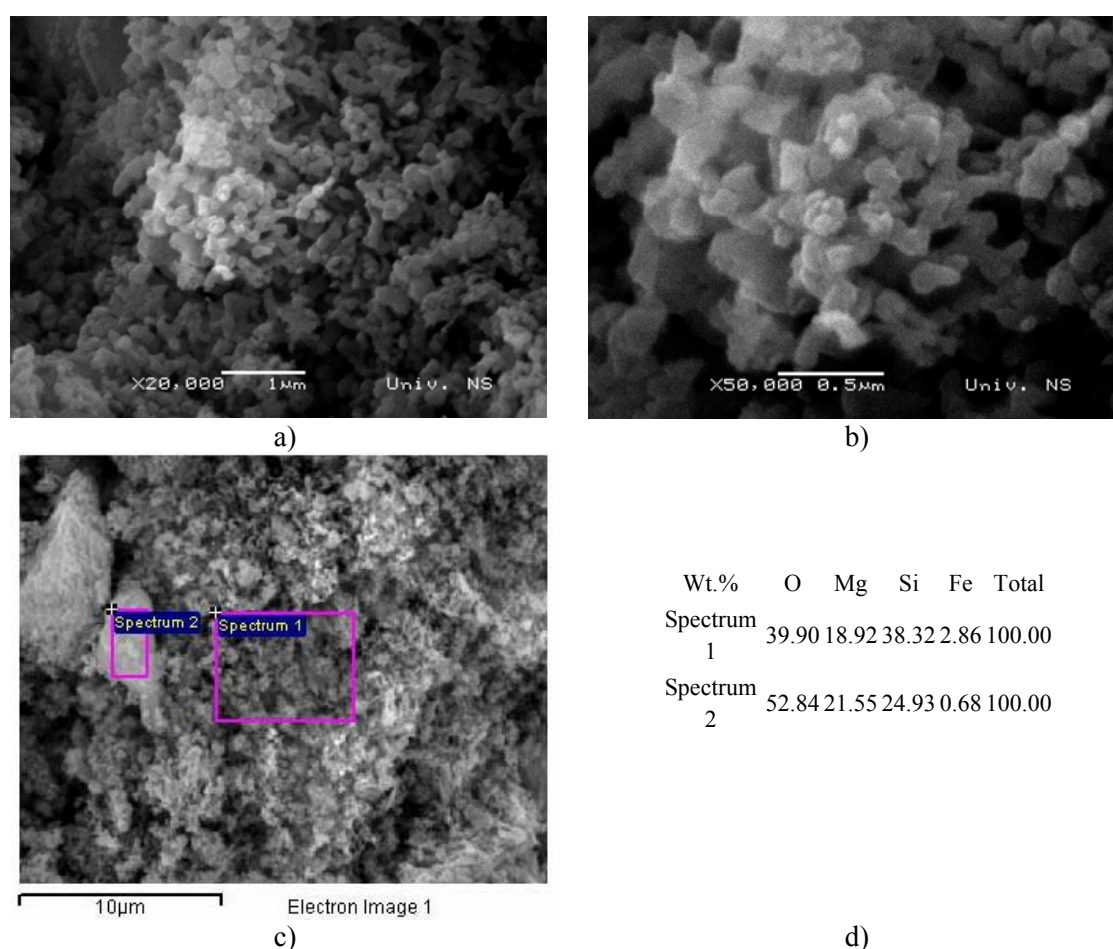 X20,000 1µm Univ. NS
a)
X50,000 0.5µm Univ. NS
b)
Spectrum 2 Spectrum 1
10µm Electron Image 1
c)
Wt.% O Mg Si Fe Total
Spectrum
1
39.90 18.92 38.32 2.86 100.00
Spectrum
2
52.84 21.55 24.93 0.68 100.00
d)